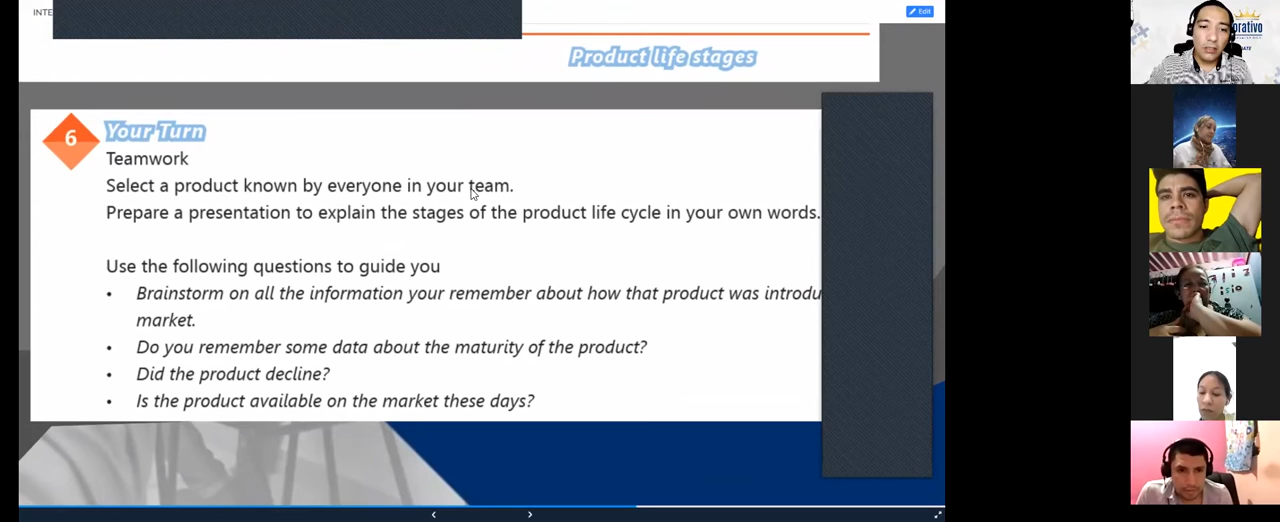 INTE
Edit
Product life stages
6
Your Turn
Teamwork
Select a product known by everyone in your team.
Prepare a presentation to explain the stages of the product life cycle in your own words.
Use the following questions to guide you
• Brainstorm on all the information your remember about how that product was introdu
market.
• Do you remember some data about the maturity of the product?
• Did the product decline?
• Is the product available on the market these days?
orativo